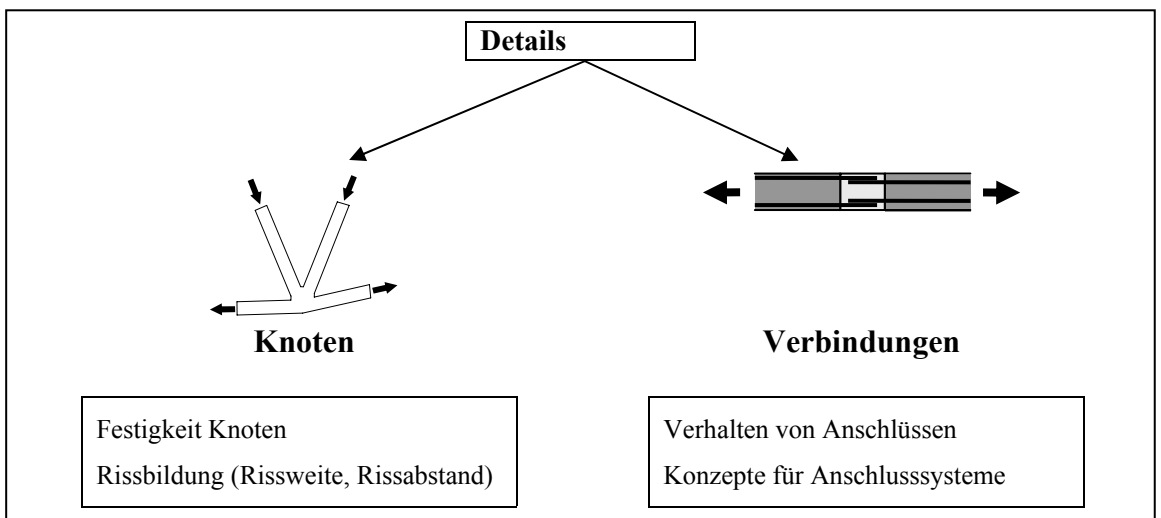 Details
Knoten
Verbindungen
Festigkeit Knoten
Rissbildung (Rissweite, Rissabstand)
Verhalten von Anschlüssen
Konzepte für Anschlusssysteme